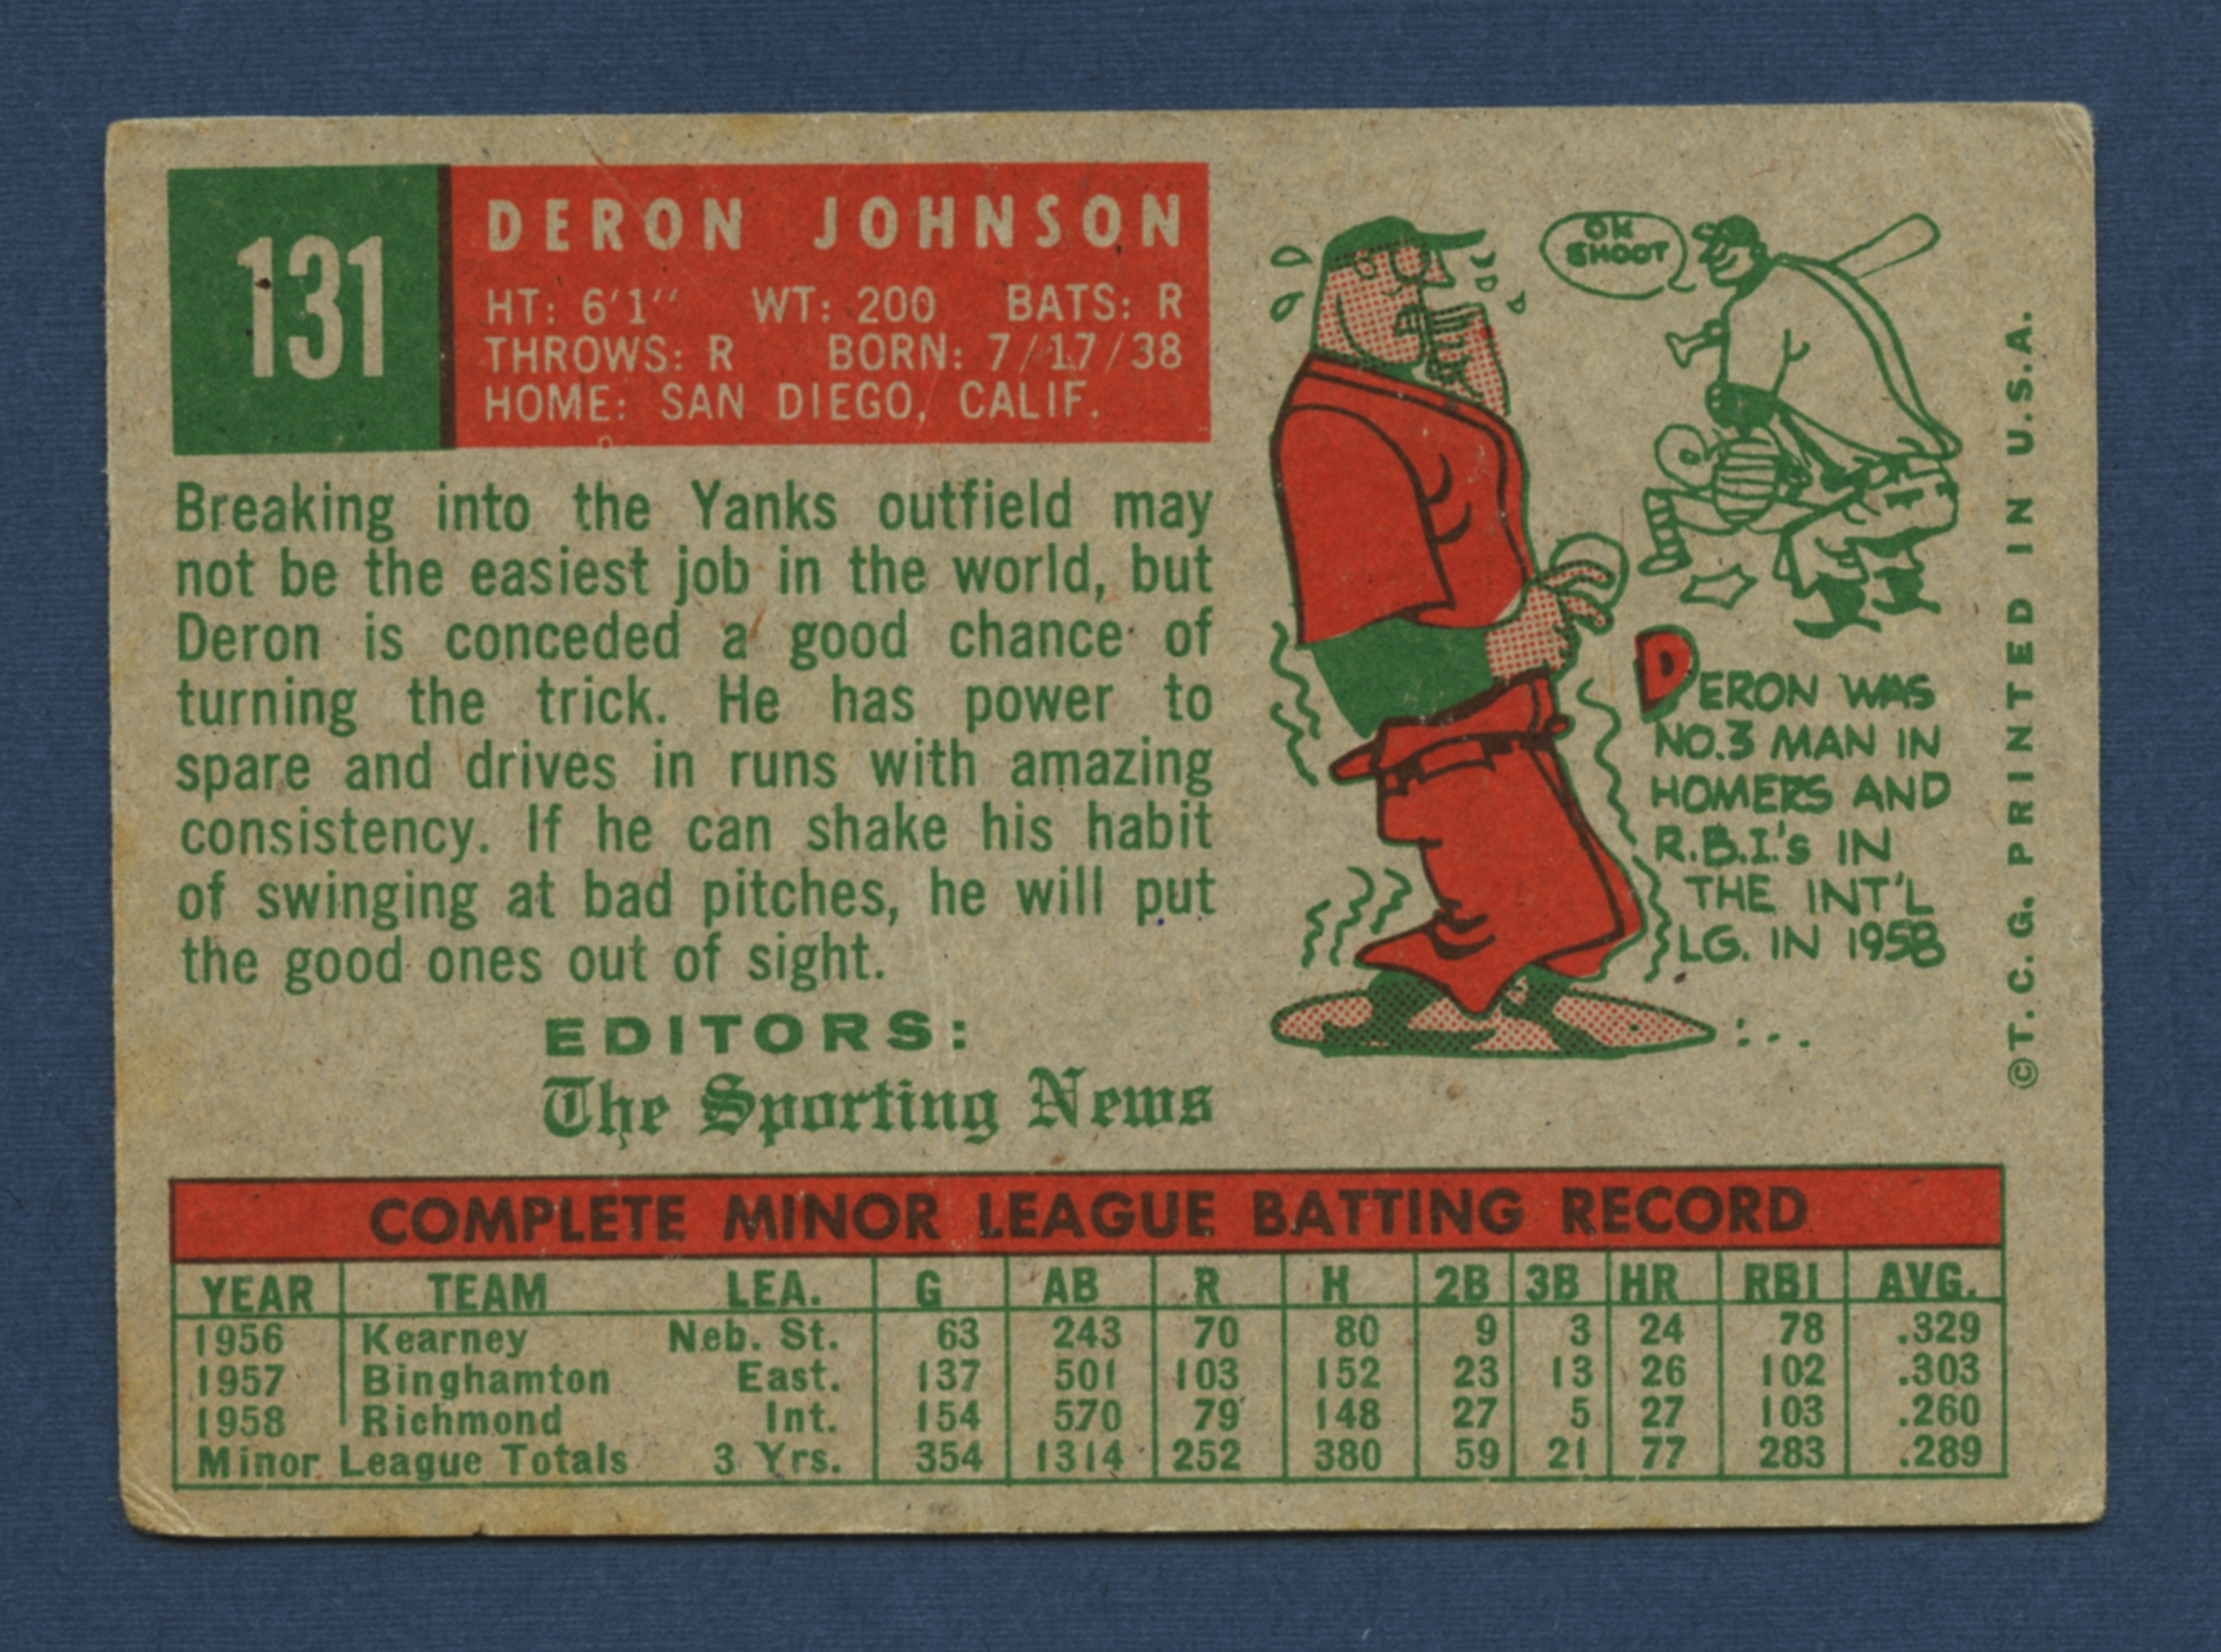 131
DERON JOHNSON
HT: 6'1" WT: 200 BATS: R
THROWS: R BORN: 7/17/38
HOME: SAN DIEGO, CALIF.
Breaking into the Yanks outfield may
not be the easiest job in the world, but
Deron is conceded a good chance of
turning the trick. He has power to
spare and drives in runs with amazing
consistency. If he can shake his habit
of swinging at bad pitches, he will put
the good ones out of sight.
EDITORS:
The Sporting News
OK
SHOOT
DERON WAS
NO.3 MAN IN
HOMERS AND
R.B.I.'s IN
THE INT'L
LG. IN 1958
©T. C. G. PRINTED IN U.S.A.
COMPLETE MINOR LEAGUE BATTING RECORD
YEAR TEAM LEA. G AB R H 2B 3B HR RBI AVG.
1956 Kearney Neb. St. 63 243 70 80 9 3 24 78 .329
1957 Binghamton East. 137 501 103 152 23 13 26 102 .303
1958 Richmond Int. 154 570 79 148 27 5 27 103 .260
Minor League Totals 3 Yrs. 354 1314 252 380 59 21 77 283 .289